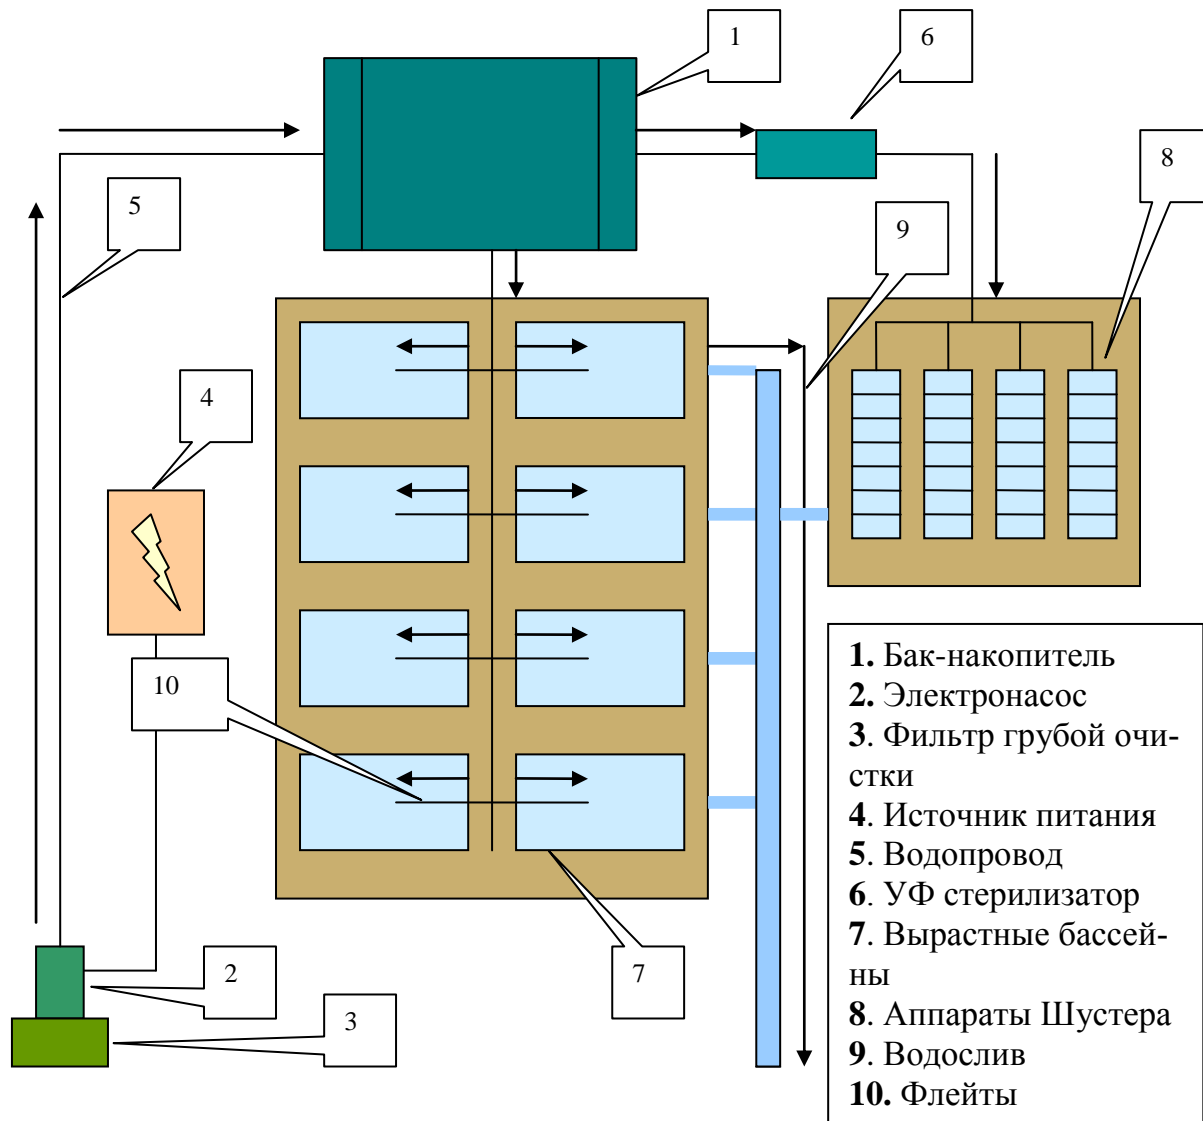 1
6
8
5
9
4
10
2
7
3
1. Бак-накопитель
2. Электронасос
3. Фильтр грубой очи-
стки
4. Источник питания
5. Водопровод
6. УФ стерилизатор
7. Вырастные бассей-
ны
8. Аппараты Шустера
9. Водослив
10. Флейты